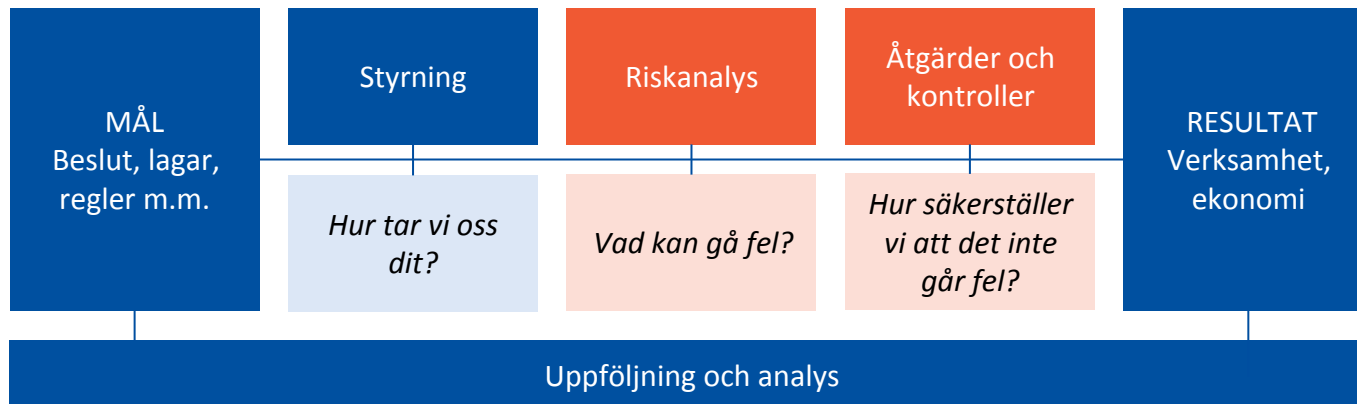 MÅL
Beslut, lagar,
regler m.m.
Styrning
Hur tar vi oss
dit?
Riskanalys
Vad kan gå fel?
Åtgärder och
kontroller
Hur säkerställer
vi att det inte
går fel?
RESULTAT
Verksamhet,
ekonomi
Uppföljning och analys